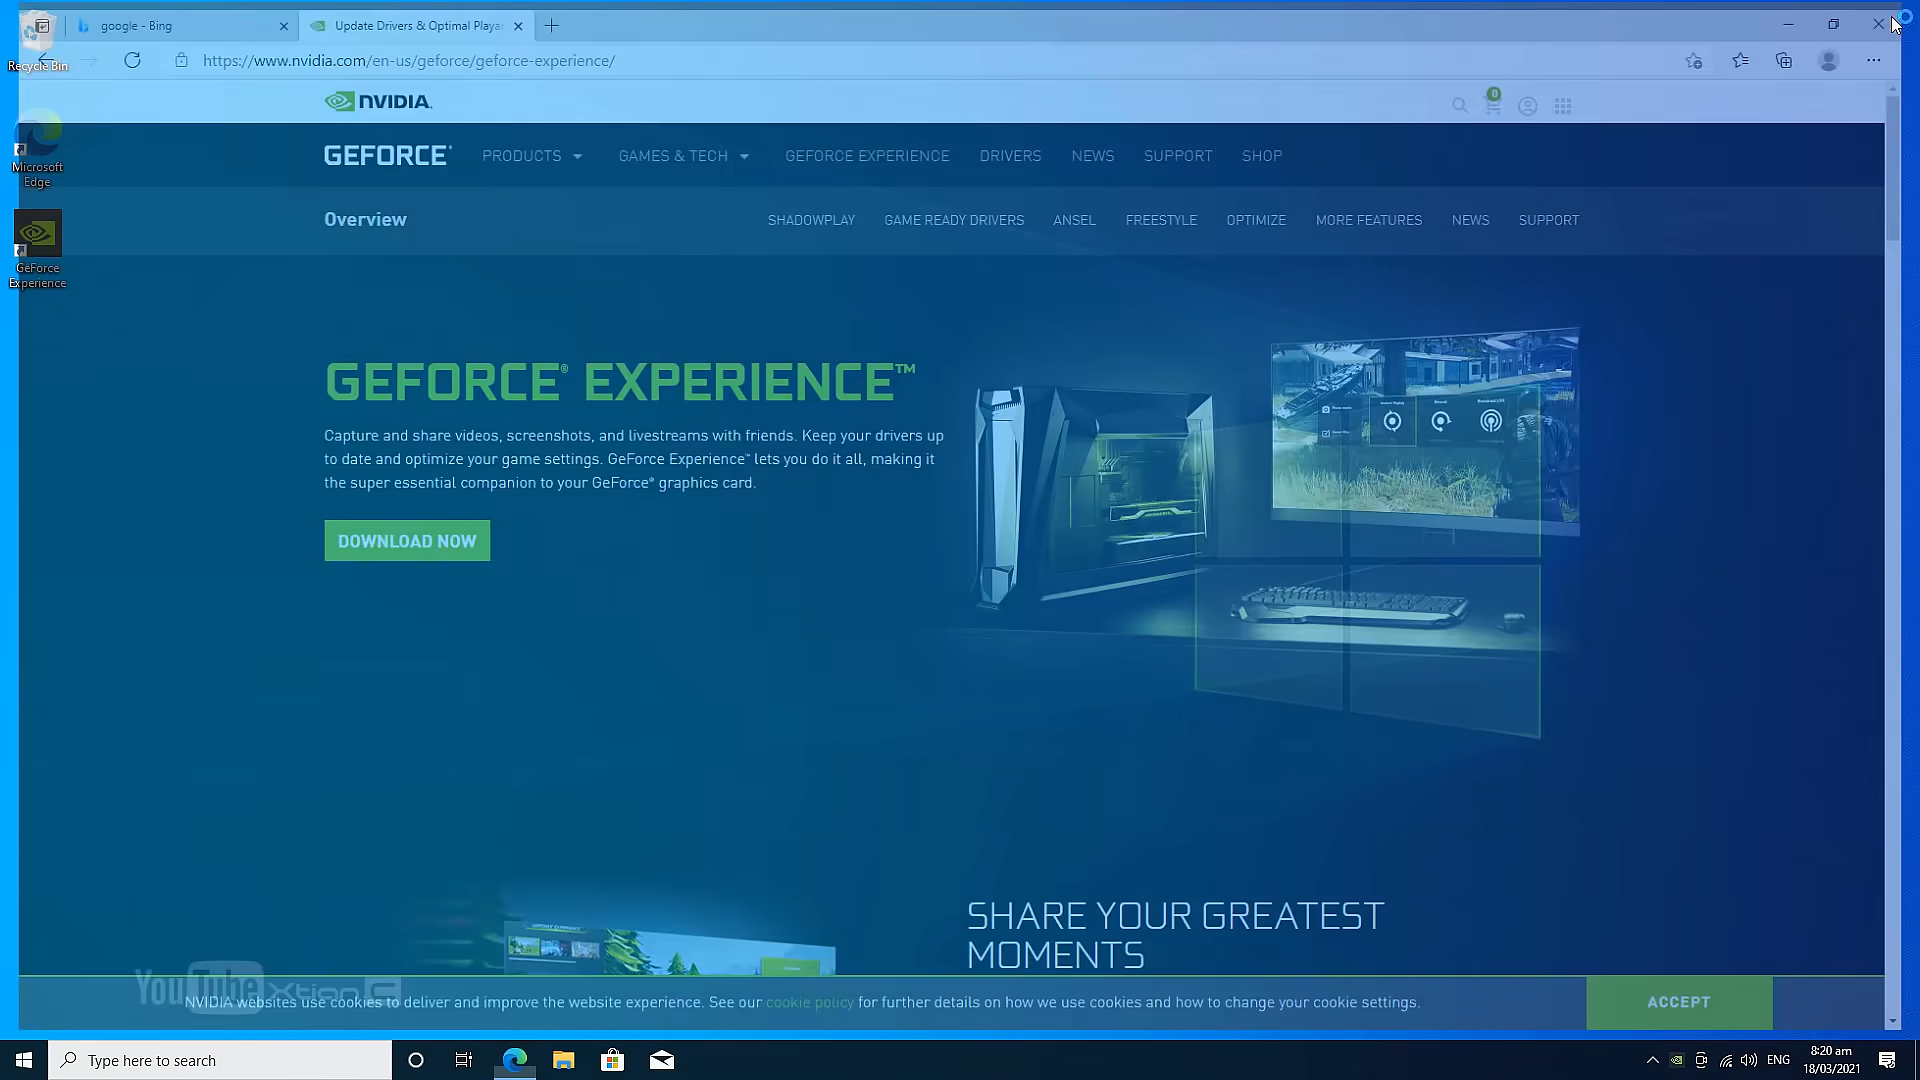 google - Bing
Update Drivers & Optimal Playa
Recycle Bin
https://www.nvidia.com/en-us/geforce/geforce-experience/
NVIDIA.
0
Microsoft
Edge
GEFORCE
PRODUCTS
GAMES & TECH
GEFORCE EXPERIENCE
DRIVERS
NEWS
SUPPORT
SHOP
Overview
SHADOWPLAY
GAME READY DRIVERS
ANSEL
FREESTYLE
OPTIMIZE
MORE FEATURES
NEWS
SUPPORT
GeForce
Experience
GEFORCE® EXPERIENCE™
Capture and share videos, screenshots, and livestreams with friends. Keep your drivers up
to date and optimize your game settings. GeForce Experience™ lets you do it all, making it
the super essential companion to your GeForce® graphics card.
DOWNLOAD NOW
SHARE YOUR GREATEST
MOMENTS
YouTube Xtian C
NVIDIA websites use cookies to deliver and improve the website experience. See our cookie policy for further details on how we use cookies and how to change your cookie settings.
ACCEPT
Type here to search
ENG
8:20 am
18/03/2021